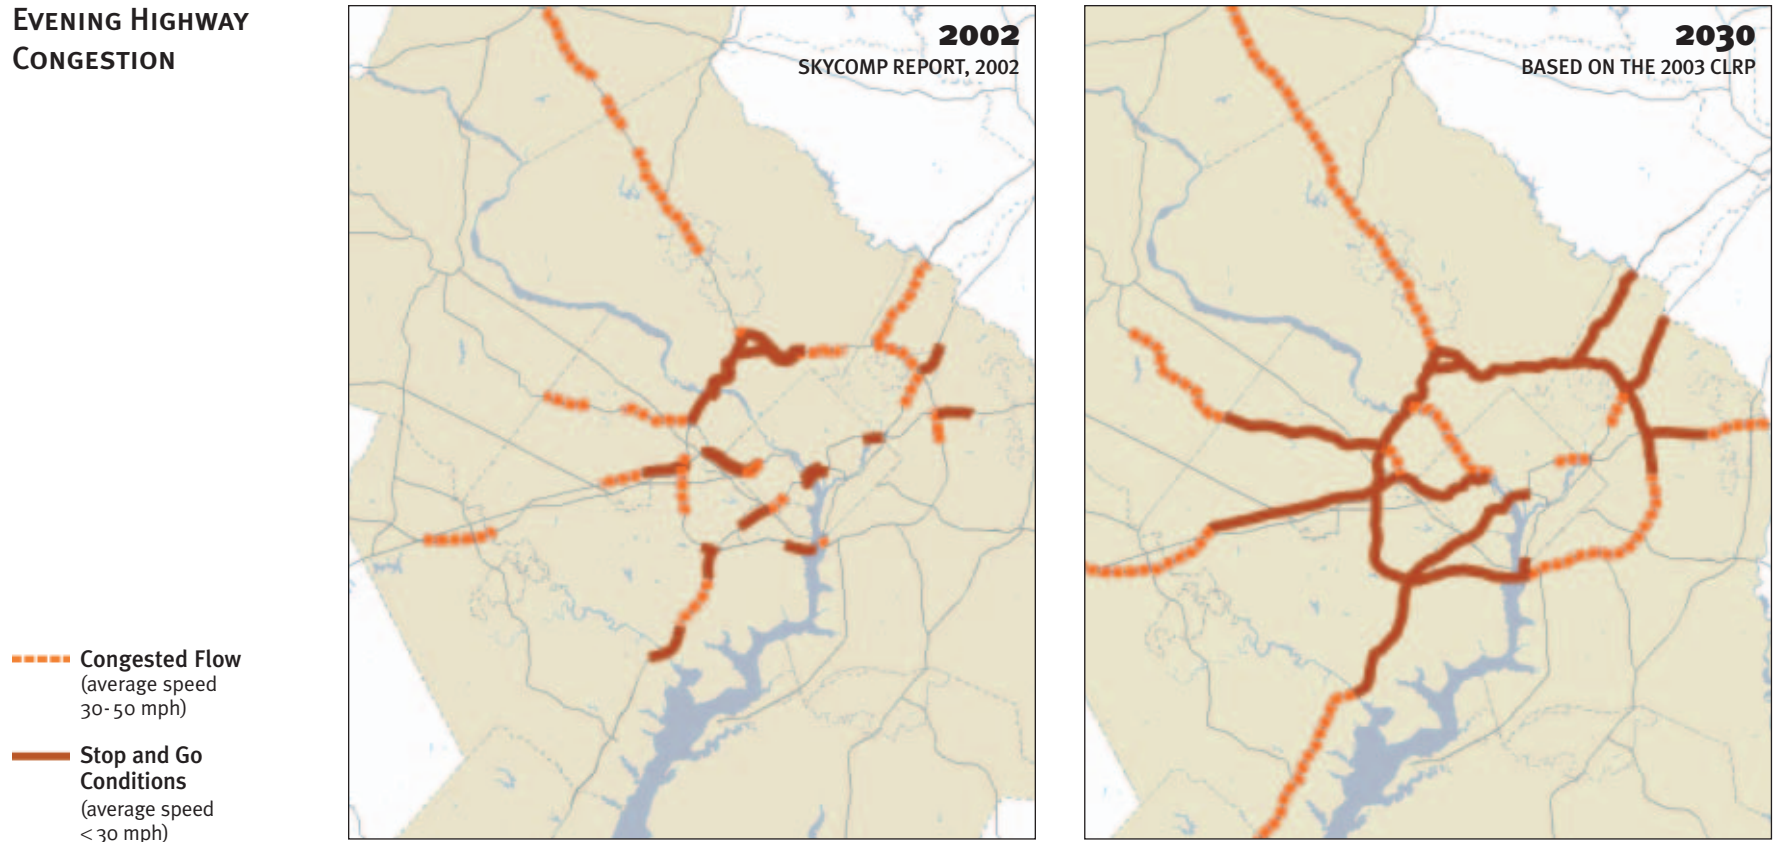 EVENING HIGHWAY
CONGESTION
2002
SKYCOMP REPORT, 2002
2030
BASED ON THE 2003 CLRP
Congested Flow
(average speed
30-50 mph)
Stop and Go
Conditions
(average speed
< 30 mph)